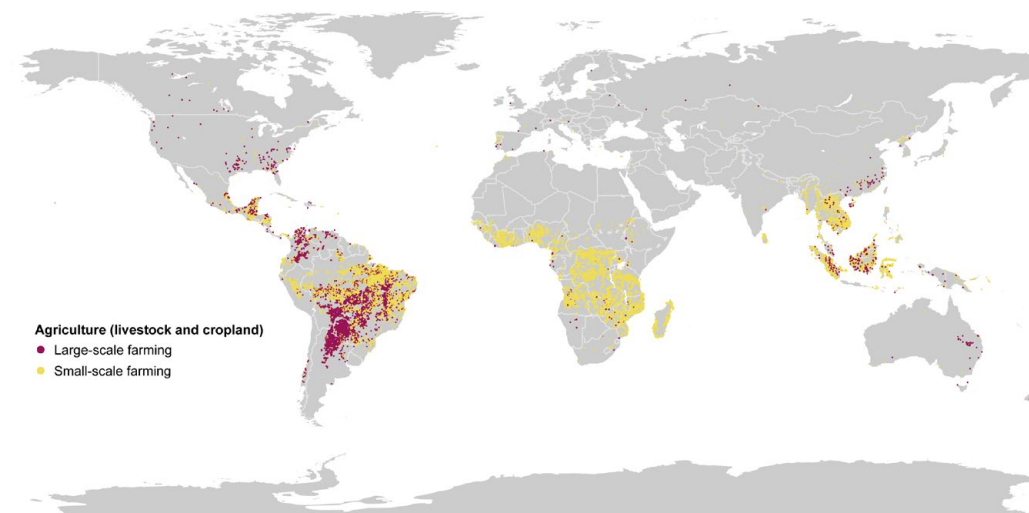 Agriculture (livestock and cropland)
Large-scale farming
Small-scale farming